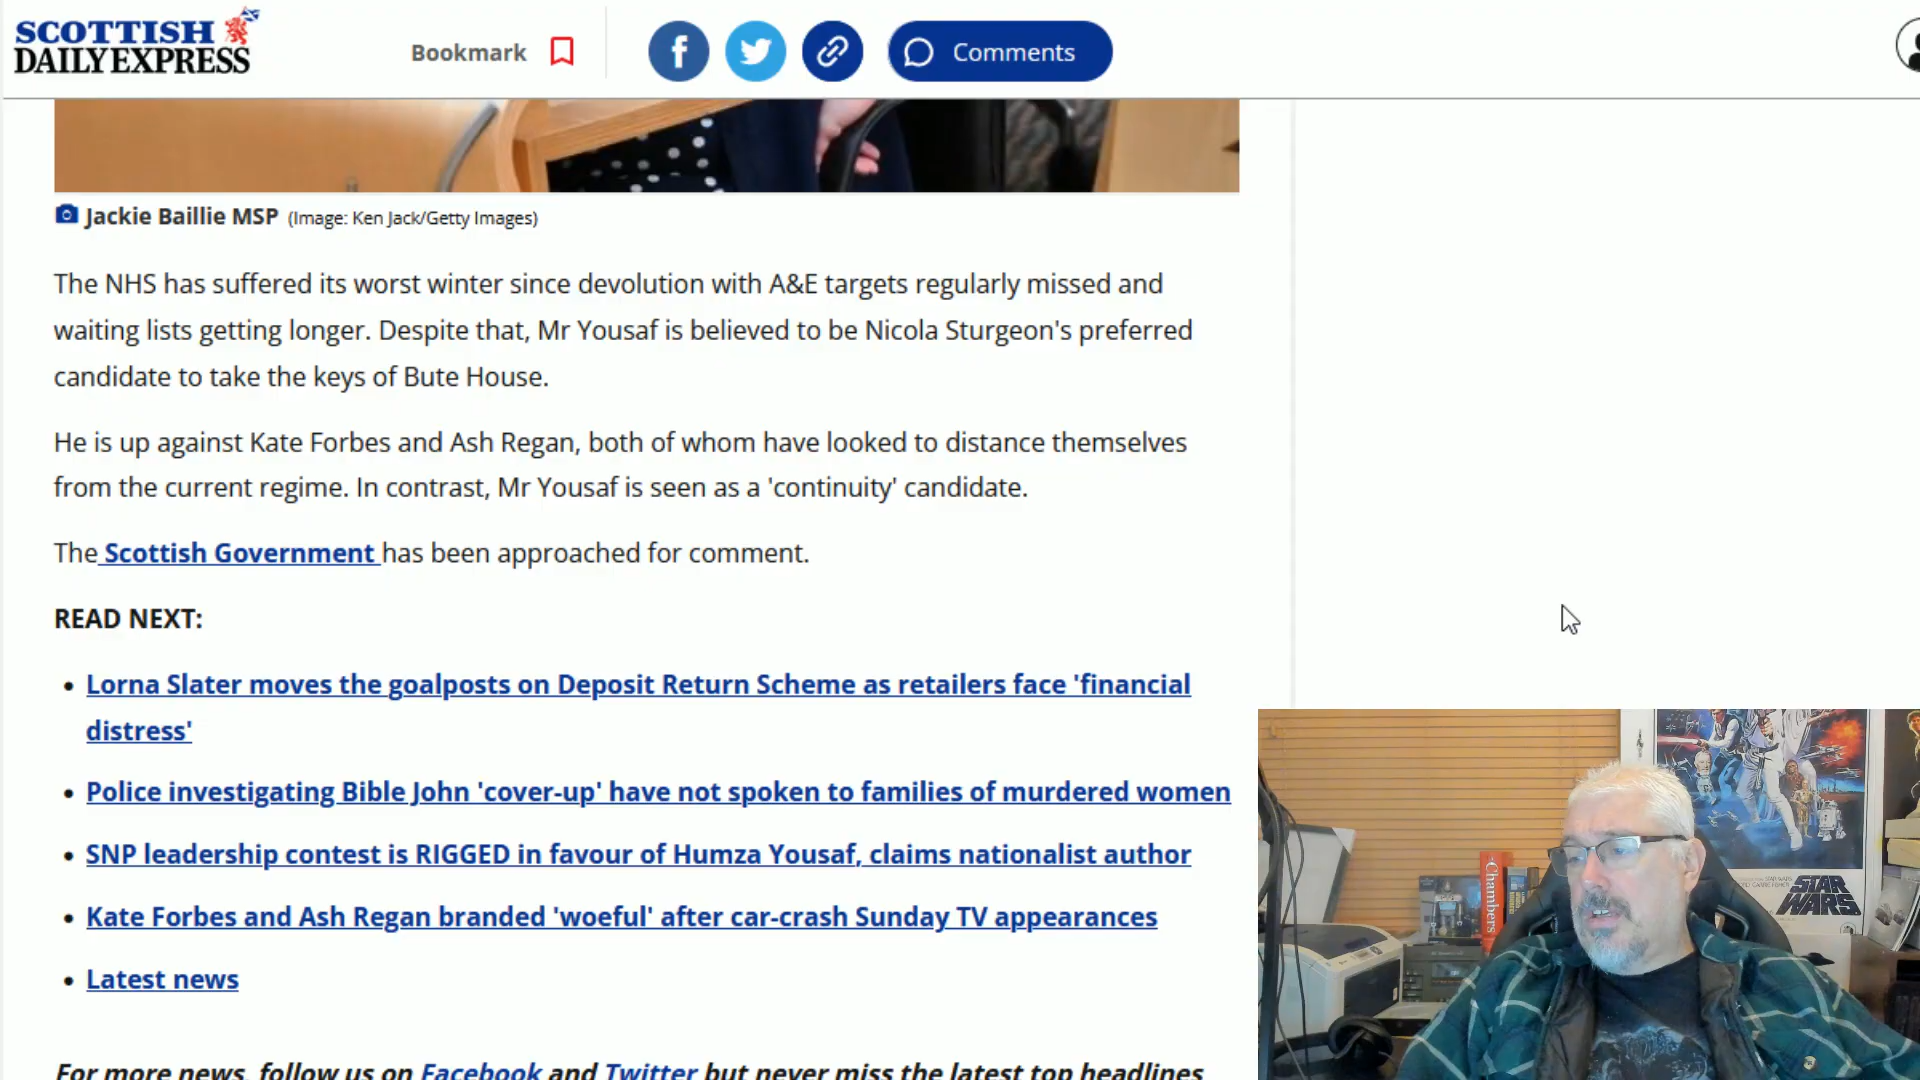 SCOTTISH
DAILY EXPRESS
Bookmark
Comments
Jackie Baillie MSP (Image: Ken Jack/Getty Images)
The NHS has suffered its worst winter since devolution with A&E targets regularly missed and
waiting lists getting longer. Despite that, Mr Yousaf is believed to be Nicola Sturgeon's preferred
candidate to take the keys of Bute House.
He is up against Kate Forbes and Ash Regan, both of whom have looked to distance themselves
from the current regime. In contrast, Mr Yousaf is seen as a 'continuity' candidate.
The Scottish Government has been approached for comment.
READ NEXT:
Lorna Slater moves the goalposts on Deposit Return Scheme as retailers face 'financial
distress'
Police investigating Bible John 'cover-up' have not spoken to families of murdered women
SNP leadership contest is RIGGED in favour of Humza Yousaf, claims nationalist author
Kate Forbes and Ash Regan branded 'woeful' after car-crash Sunday TV appearances
Latest news
For more news, follow us on Facebook and Twitter but never miss the latest top headlines
Chambers
STAR
WARS